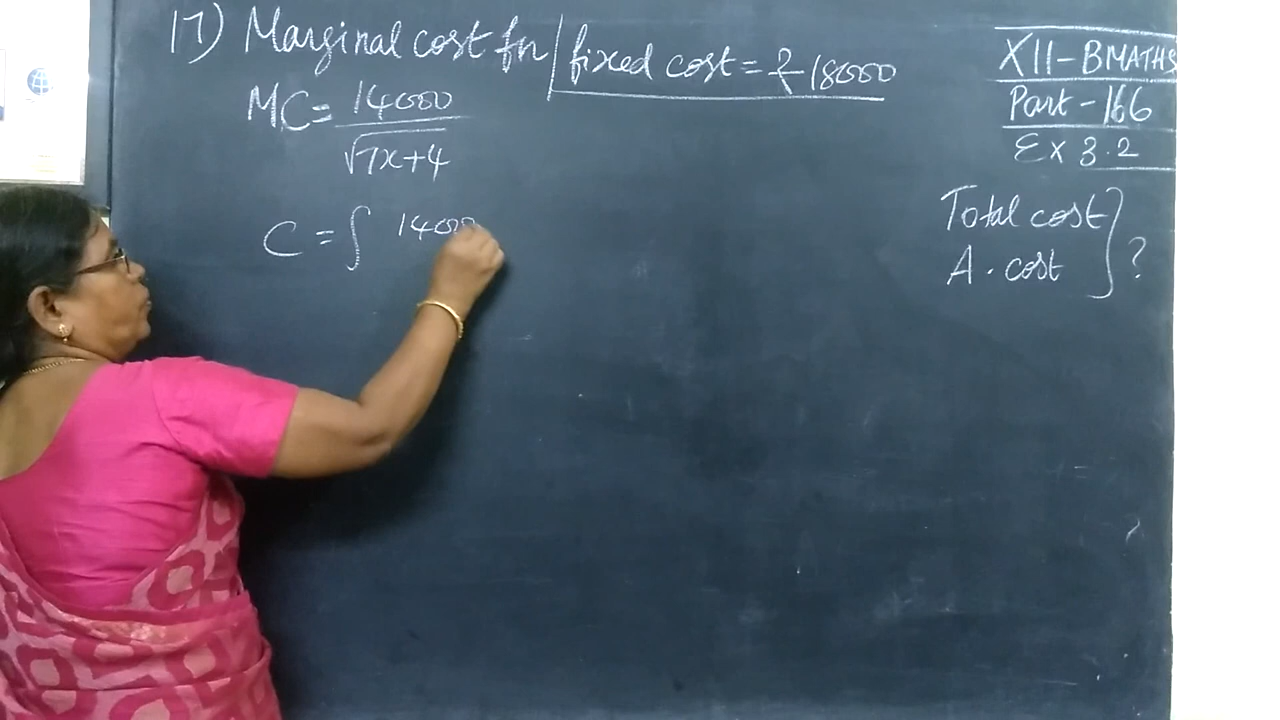 17) Marginal cost fn
fixed cost = ₹ 18000
MC = 14000 / √7x+4
C = ∫ 14000
XII - BMATHS
Part - 166
Ex 3.2
Total cost
A. cost } ?